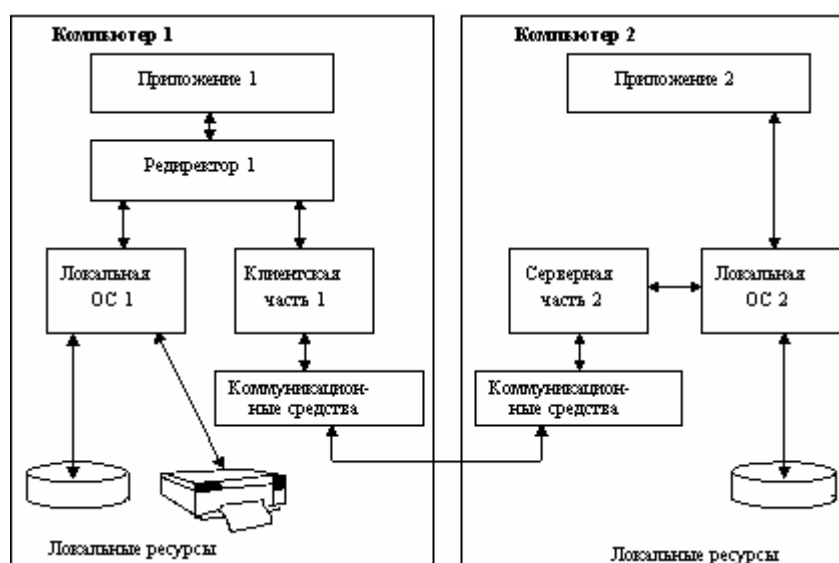 Компьютер 1
Приложение 1
Редиректор 1
Локальная
ОС 1
Клиентская
часть 1
Коммуникацион-
ные средства
Локальные ресурсы
Компьютер 2
Приложение 2
Серверная
часть 2
Локальная
ОС 2
Коммуникацион-
ные средства
Локальные ресурсы